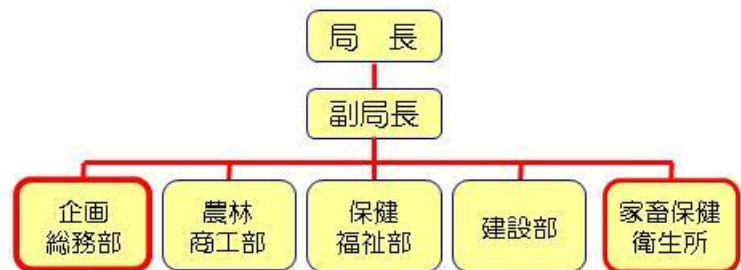 局　長
副局長
企画
総務部
農林
商工部
保健
福祉部
建設部
家畜保健
衛生所